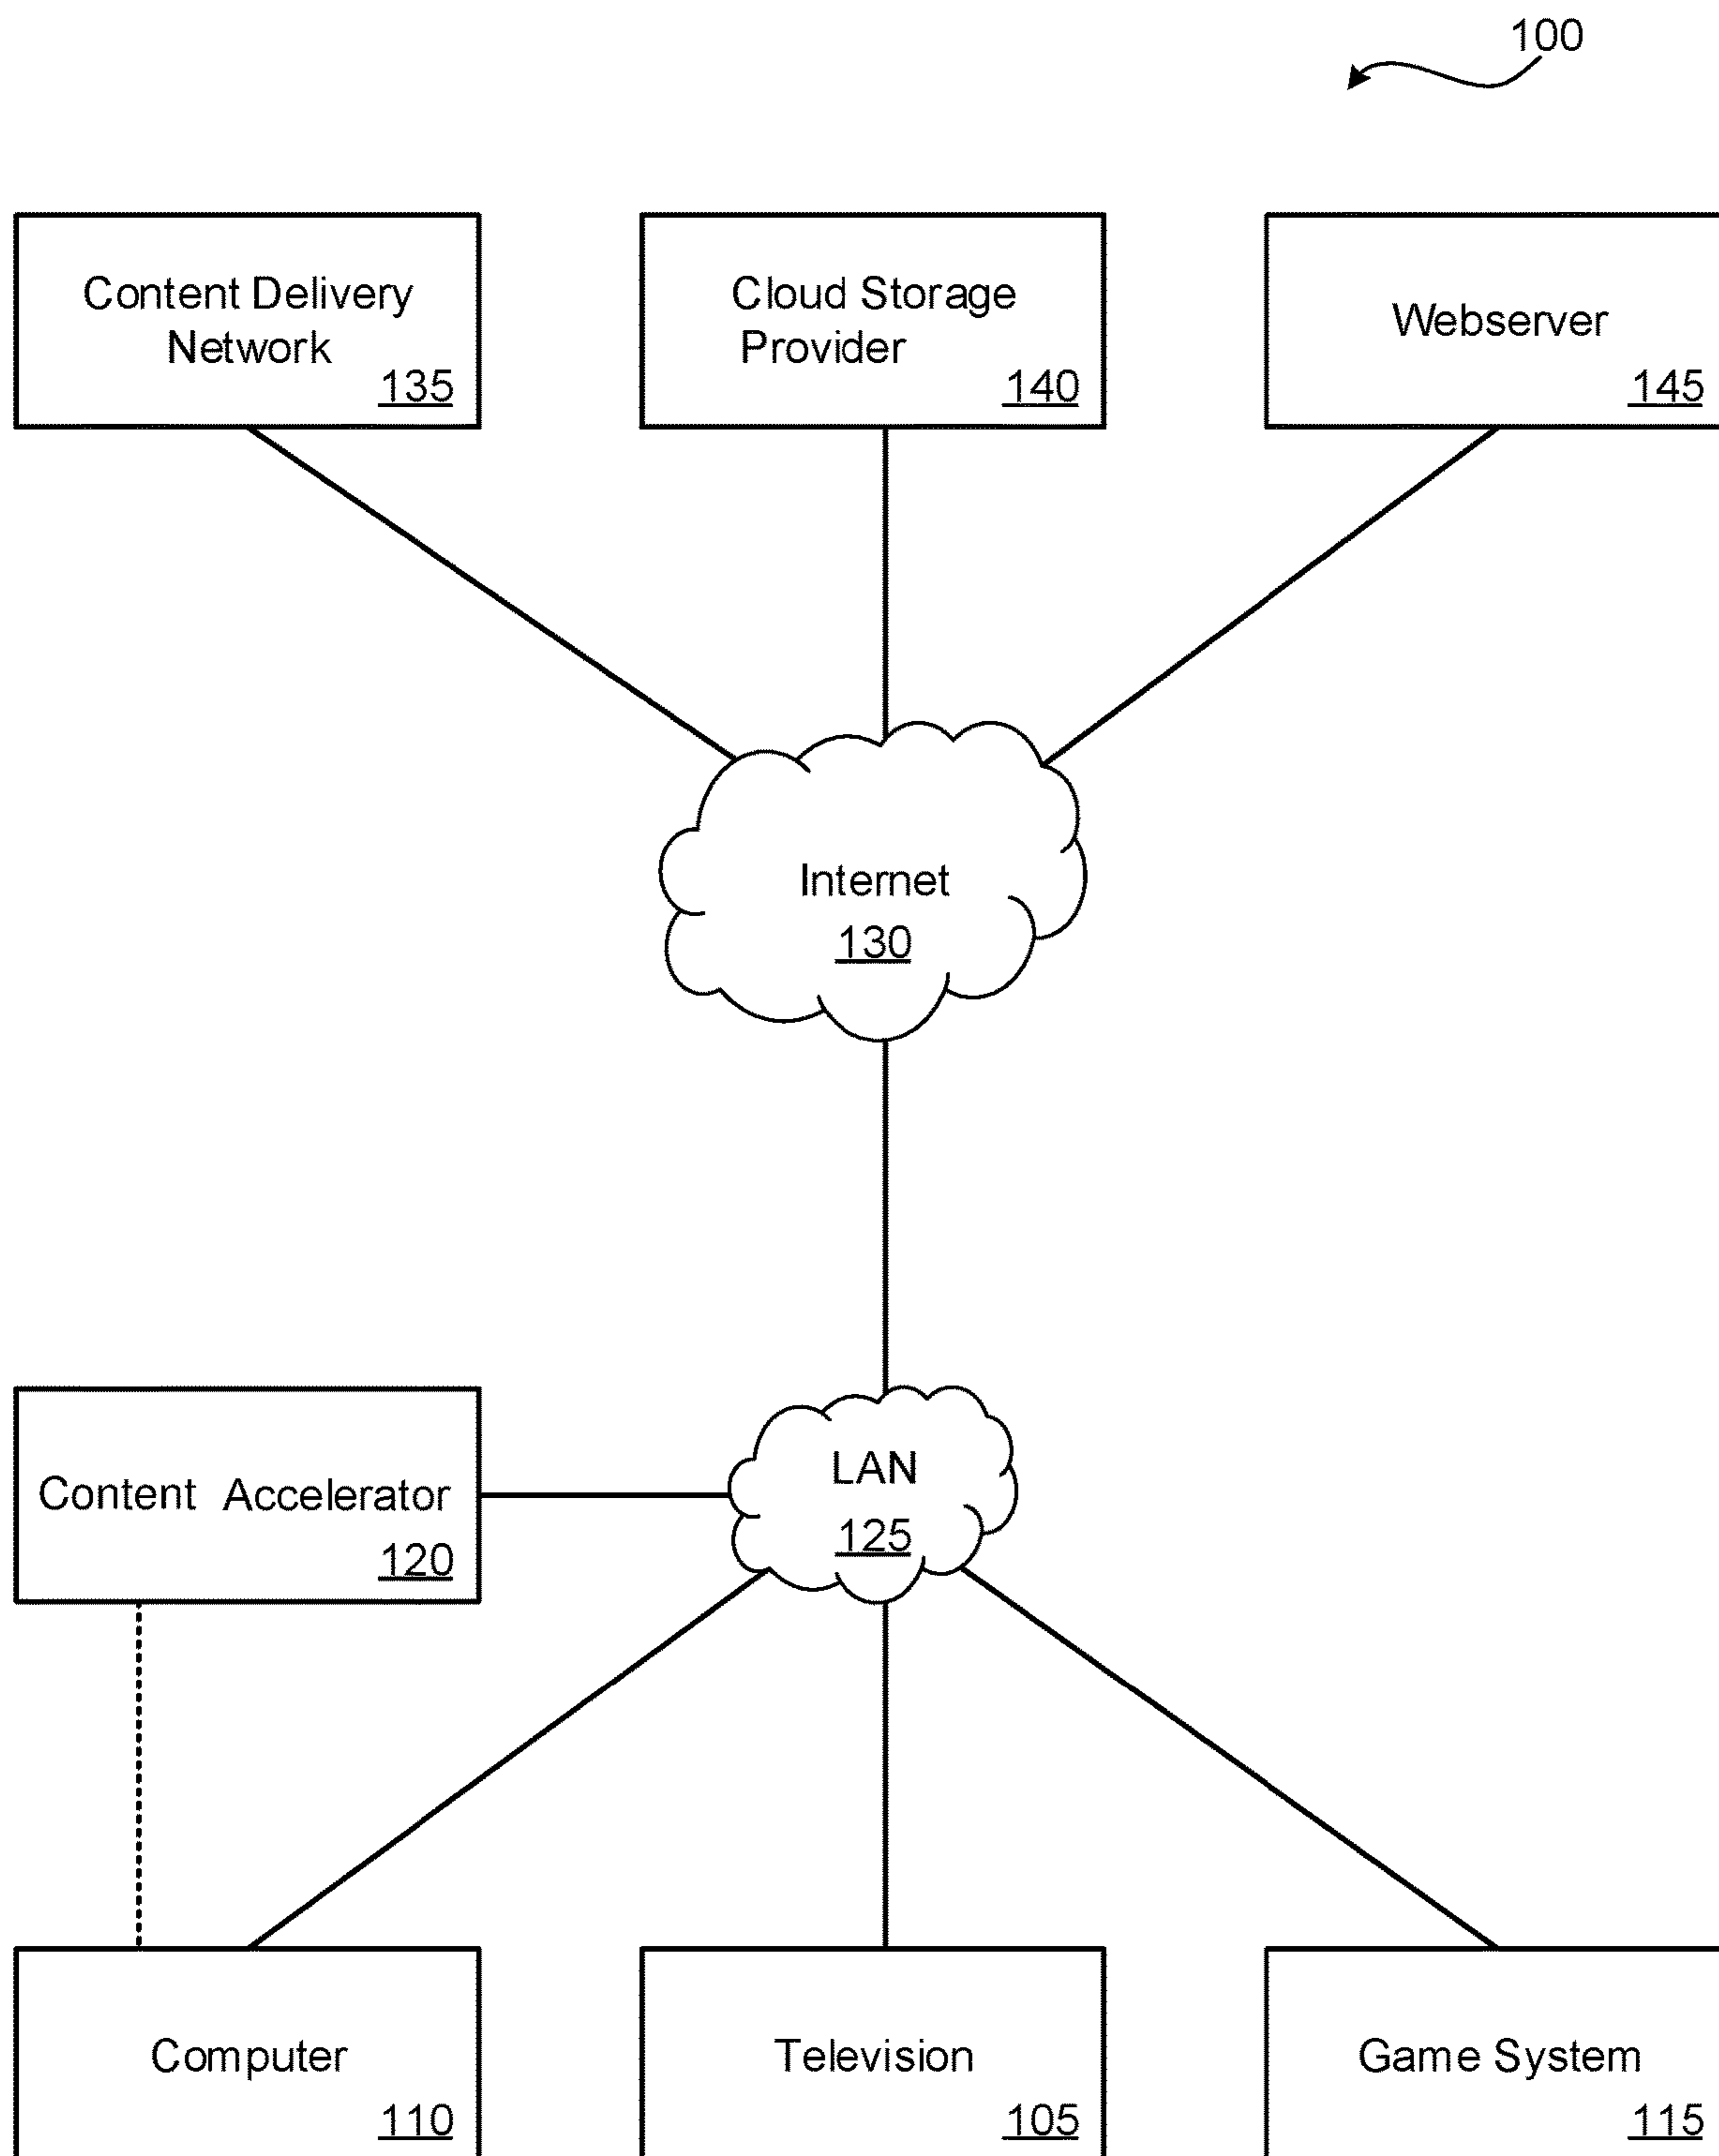 100
Content Delivery
Network
135
Cloud Storage
Provider
140
Webserver
145
Internet
130
Content Accelerator
120
LAN
125
Computer
110
Television
105
Game System
115